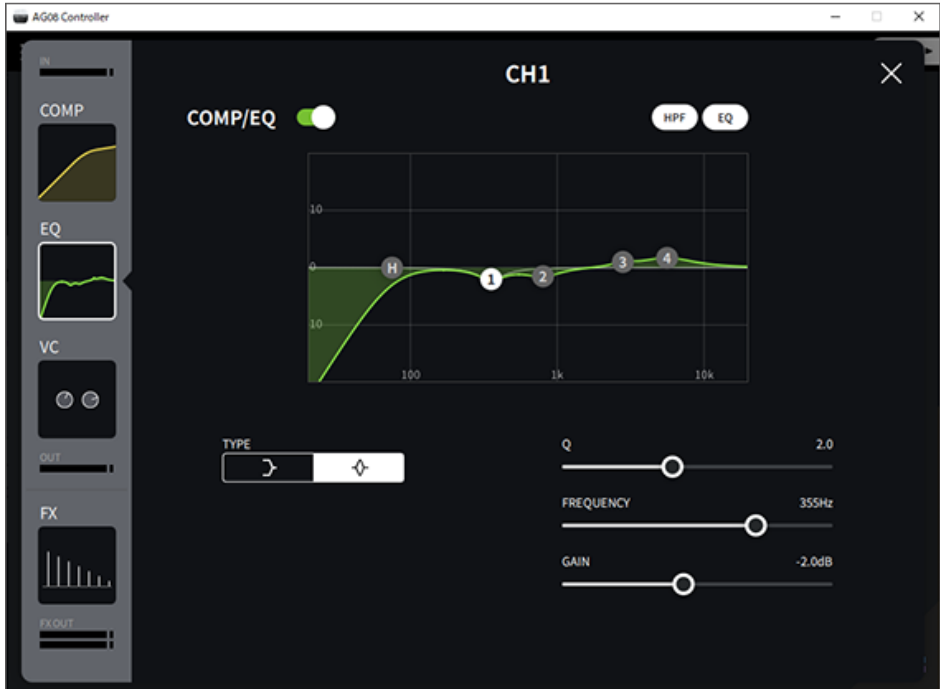 AG08 Controller
IN
COMP
EQ
VC
OUT
FX
FX OUT
CH1
COMP/EQ
HPF
EQ
10
0
10
100
1k
10k
H
1
2
3
4
TYPE
Q 2.0
FREQUENCY 355Hz
GAIN -2.0dB